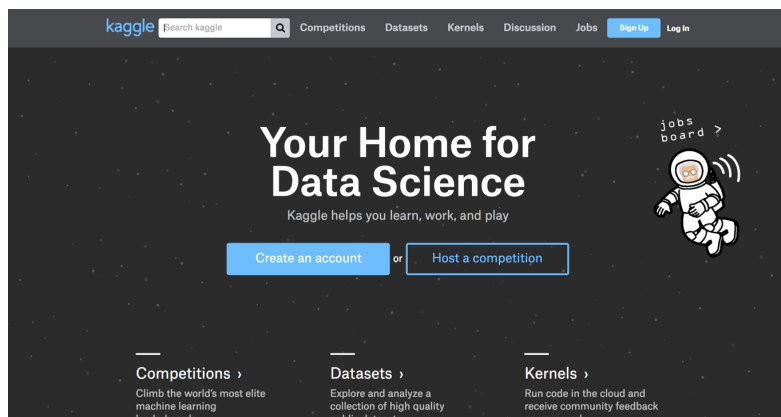 kaggle Search kaggle Competitions Datasets Kernels Discussion Jobs Sign Up Log In
jobs
board >
Your Home for
Data Science
Kaggle helps you learn, work, and play
Create an account or Host a competition
Competitions ›
Climb the world's most elite
machine learning
Datasets ›
Explore and analyze a
collection of high quality
Kernels ›
Run code in the cloud and
receive community feedback